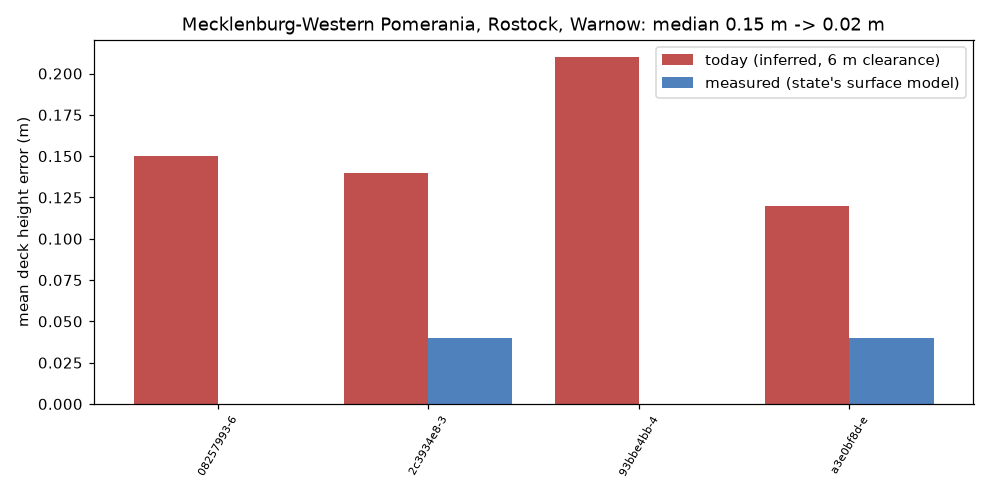 Mecklenburg-Western Pomerania, Rostock, Warnow: median 0.15 m -> 0.02 m
today (inferred, 6 m clearance)
measured (state's surface model)
mean deck height error (m)
0.200
0.175
0.150
0.125
0.100
0.075
0.050
0.025
0.000
08257993-6
2c3934e8-3
93bbe4bb-4
a3e0bf8d-e